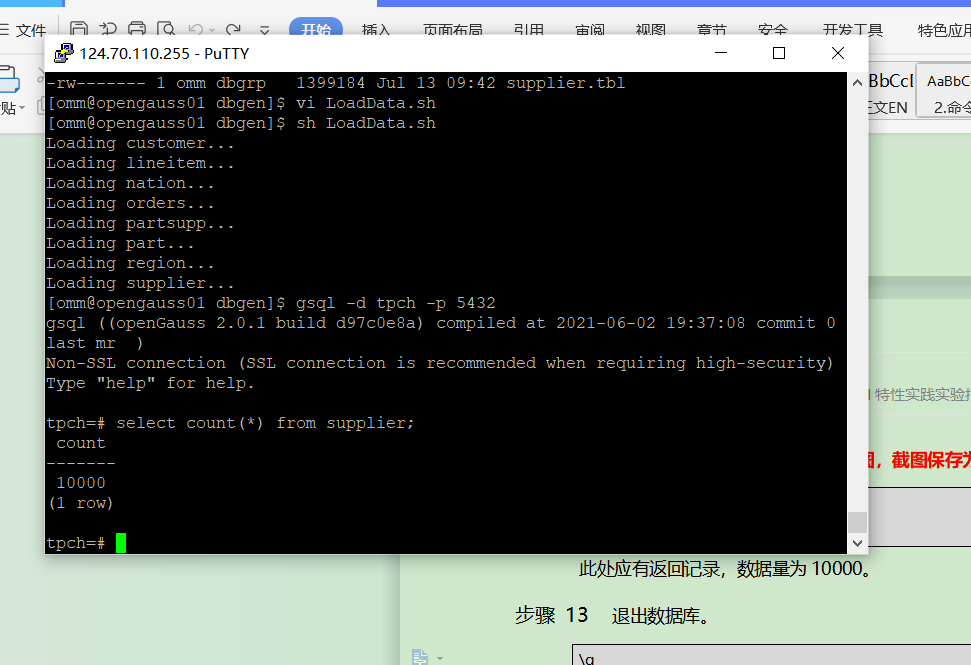 文件 开始 插入 页面布局 引用 审阅 视图 章节 安全 开发工具 特色应用
124.70.110.255 - PuTTY
-rw------- 1 omm dbgrp   1399184 Jul 13 09:42 supplier.tbl
[omm@opengauss01 dbgen]$ vi LoadData.sh
[omm@opengauss01 dbgen]$ sh LoadData.sh
Loading customer...
Loading lineitem...
Loading nation...
Loading orders...
Loading partsupp...
Loading part...
Loading region...
Loading supplier...
[omm@opengauss01 dbgen]$ gsql -d tpch -p 5432
gsql ((openGauss 2.0.1 build d97c0e8a) compiled at 2021-06-02 19:37:08 commit 0
last mr  )
Non-SSL connection (SSL connection is recommended when requiring high-security)
Type "help" for help.
tpch=# select count(*) from supplier;
count
-------
10000
(1 row)
tpch=#
贴
BbCcI AaBbC
正文EN 2.命令
特性实践实验
，截图保存为
此处应有返回记录，数据量为 10000。
步骤 13 退出数据库。
\q